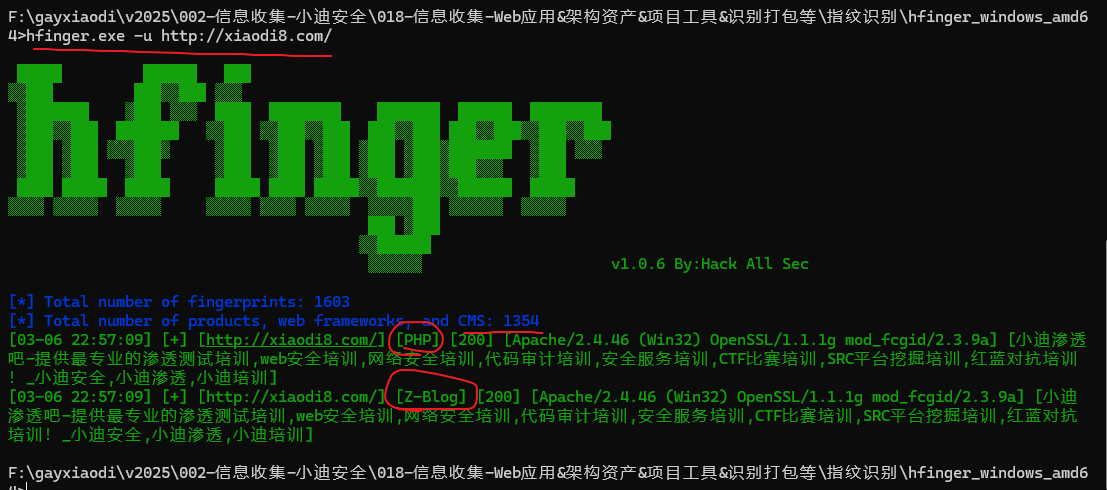 F:\gayxiaodi\v2025\002-信息收集-小迪安全\018-信息收集-Web应用&架构资产&项目工具&识别打包等\指纹识别\hfinger_windows_amd6
4>hfinger.exe -u http://xiaodi8.com/
hfinger
v1.0.6 By:Hack All Sec
[*] Total number of fingerprints: 1603
[*] Total number of products, web frameworks, and CMS: 1354
[03-06 22:57:09] [+] [http://xiaodi8.com/] [PHP] [200] [Apache/2.4.46 (Win32) OpenSSL/1.1.1g mod_fcgid/2.3.9a] [小迪渗透
吧-提供最专业的渗透测试培训,web安全培训,网络安全培训,代码审计培训,安全服务培训,CTF比赛培训,SRC平台挖掘培训,红蓝对抗培训
! _小迪安全,小迪渗透,小迪培训]
[03-06 22:57:09] [+] [http://xiaodi8.com/] [Z-Blog] [200] [Apache/2.4.46 (Win32) OpenSSL/1.1.1g mod_fcgid/2.3.9a] [小迪
渗透吧-提供最专业的渗透测试培训,web安全培训,网络安全培训,代码审计培训,安全服务培训,CTF比赛培训,SRC平台挖掘培训,红蓝对抗
培训! _小迪安全,小迪渗透,小迪培训]
F:\gayxiaodi\v2025\002-信息收集-小迪安全\018-信息收集-Web应用&架构资产&项目工具&识别打包等\指纹识别\hfinger_windows_amd6
4>